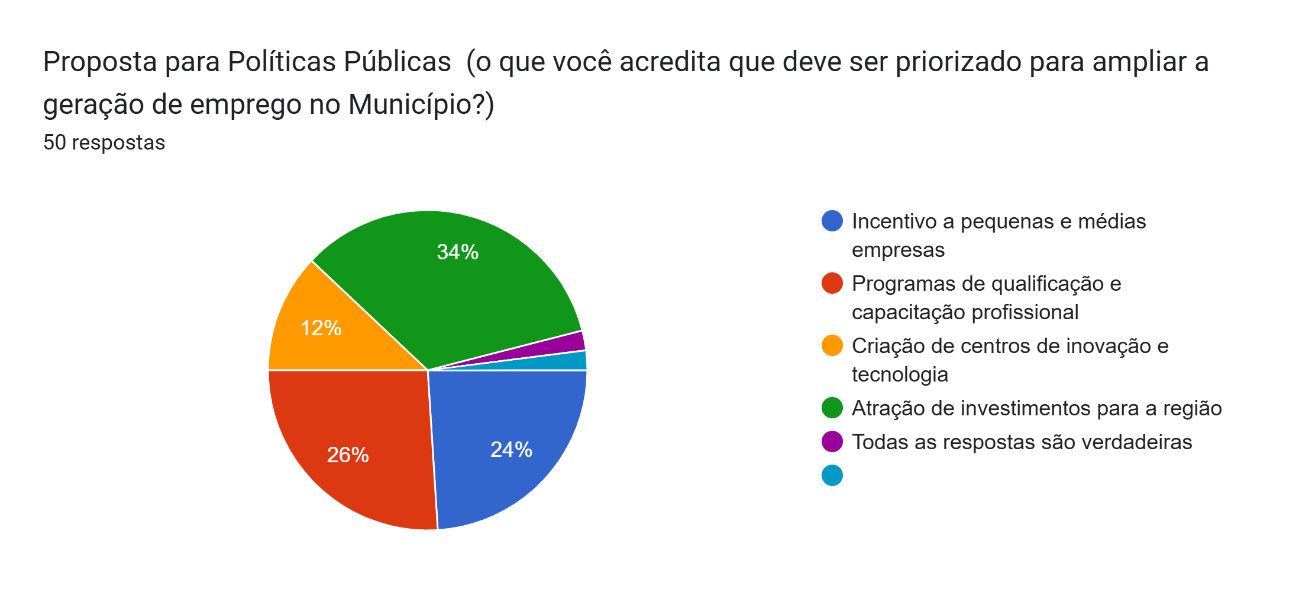 Proposta para Políticas Públicas  (o que você acredita que deve ser priorizado para ampliar a
geração de emprego no Município?)
50 respostas
34%
12%
26%
24%
Incentivo a pequenas e médias
empresas
Programas de qualificação e
capacitação profissional
Criação de centros de inovação e
tecnologia
Atração de investimentos para a região
Todas as respostas são verdadeiras